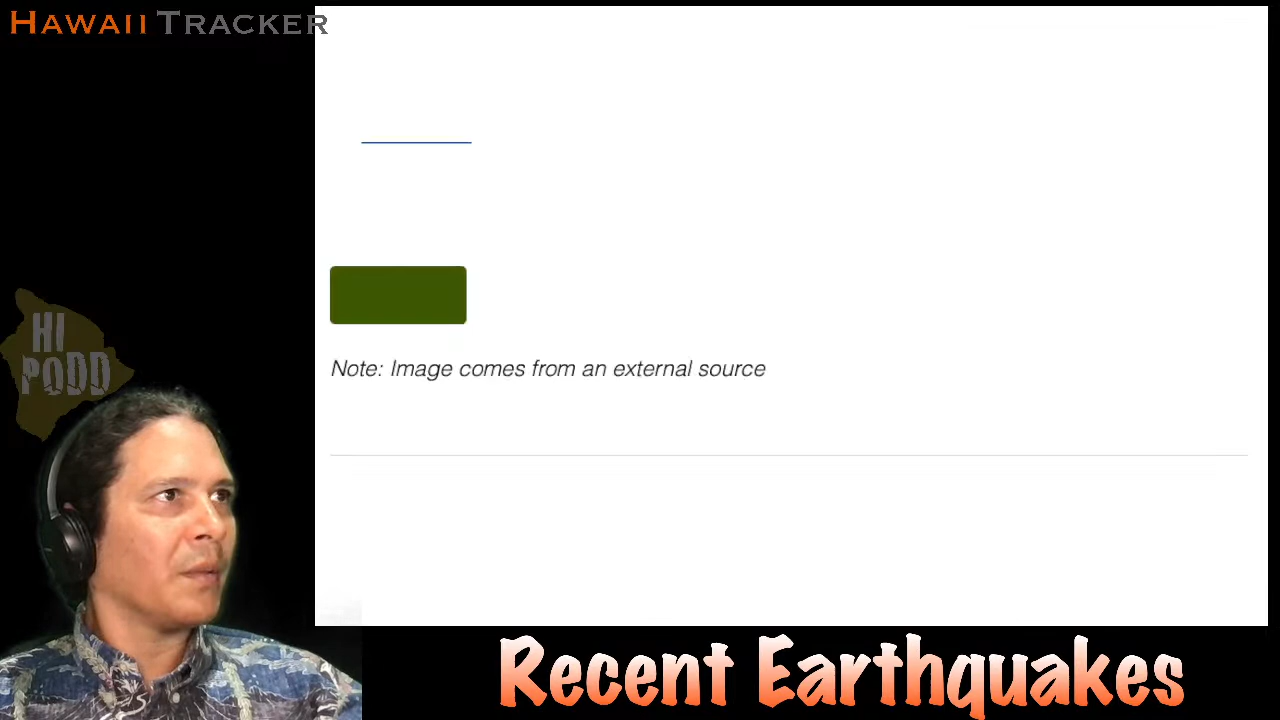 HAWAII TRACKER
HI
PODD
Note: Image comes from an external source
Recent Earthquakes